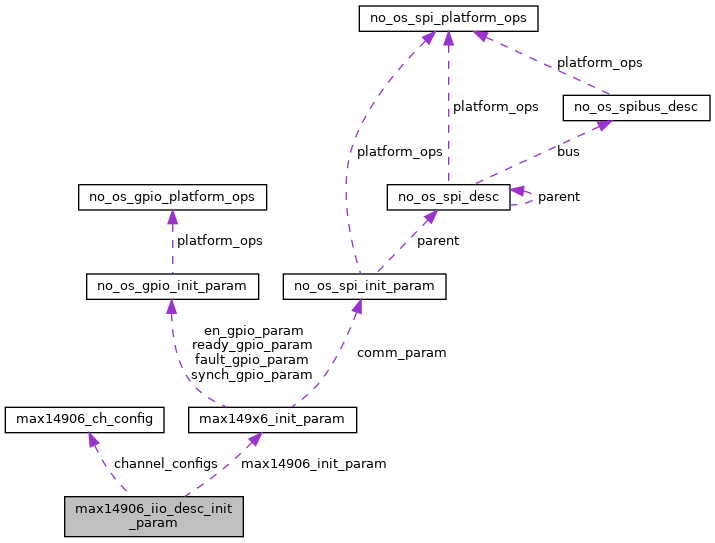 no_os_spi_platform_ops
platform_ops
no_os_spibus_desc
platform_ops
platform_ops
bus
no_os_gpio_platform_ops
no_os_spi_desc
parent
platform_ops
parent
no_os_gpio_init_param
no_os_spi_init_param
en_gpio_param
ready_gpio_param
fault_gpio_param
synch_gpio_param
comm_param
max14906_ch_config
max149x6_init_param
channel_configs
max14906_init_param
max14906_iio_desc_init
_param